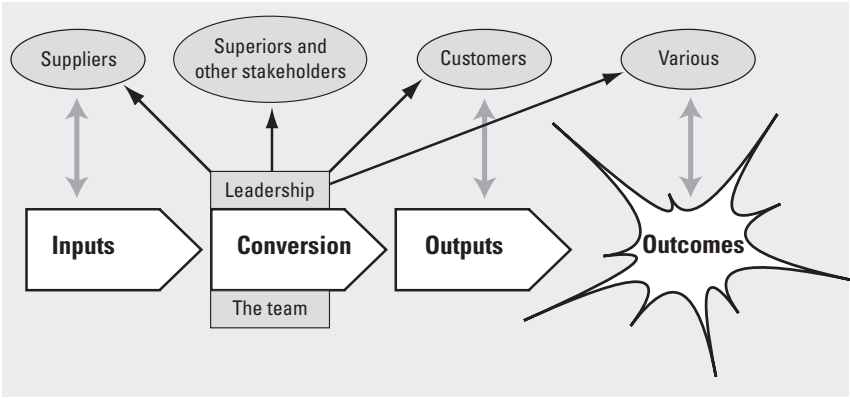 Suppliers
Superiors and
other stakeholders
Customers
Various
Leadership
Inputs
Conversion
Outputs
Outcomes
The team